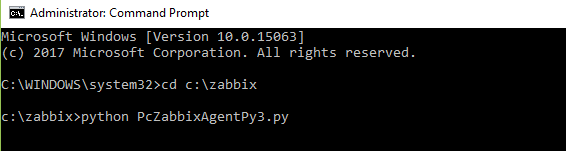 Administrator: Command Prompt
Microsoft Windows [Version 10.0.15063]
(c) 2017 Microsoft Corporation. All rights reserved.
C:\WINDOWS\system32>cd c:\zabbix
c:\zabbix>python PcZabbixAgentPy3.py